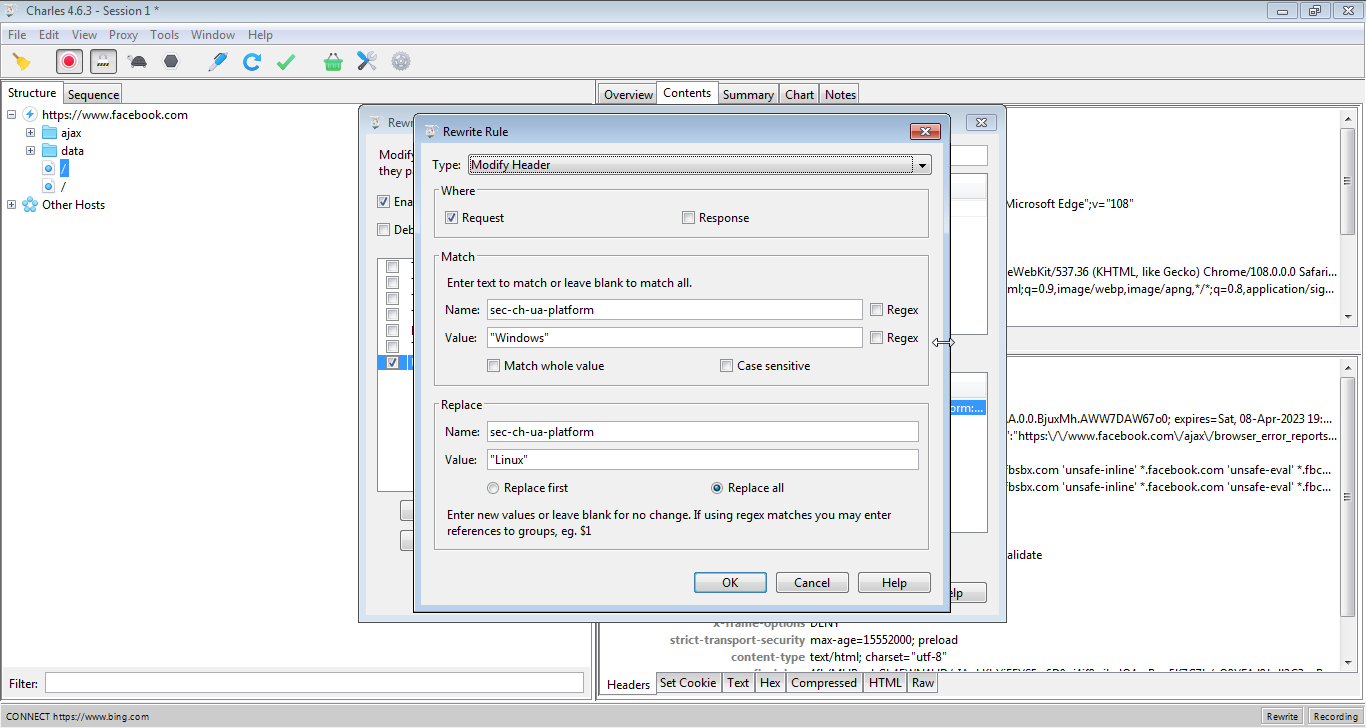 Charles 4.6.3 - Session 1 *
File Edit View Proxy Tools Window Help
Structure Sequence
Overview Contents Summary Chart Notes
https://www.facebook.com
ajax
data
/
/
Other Hosts
Rewrite Rule
Type: Modify Header
Where
Request Response
Match
Enter text to match or leave blank to match all.
Name: sec-ch-ua-platform Regex
Value: "Windows" Regex
Match whole value Case sensitive
Replace
Name: sec-ch-ua-platform
Value: "Linux"
Replace first Replace all
Enter new values or leave blank for no change. If using regex matches you may enter
references to groups, eg. $1
OK Cancel Help
Microsoft Edge";v="108"
eWebKit/537.36 (KHTML, like Gecko) Chrome/108.0.0.0 Safari...
ml;q=0.9,image/webp,image/apng,*/*;q=0.8,application/sig...
orm:...
A.0.0.BjuxMh.AWW7DAW67o0; expires=Sat, 08-Apr-2023 19:...
":"https:\/\/www.facebook.com\/ajax\/browser_error_reports...
fbsbx.com 'unsafe-inline' *.facebook.com 'unsafe-eval' *.fbc...
fbsbx.com 'unsafe-inline' *.facebook.com 'unsafe-eval' *.fbc...
alidate
x-frame-options DENY
strict-transport-security max-age=15552000; preload
content-type text/html; charset="utf-8"
Headers Set Cookie Text Hex Compressed HTML Raw
Filter:
CONNECT https://www.bing.com
Rewrite Recording